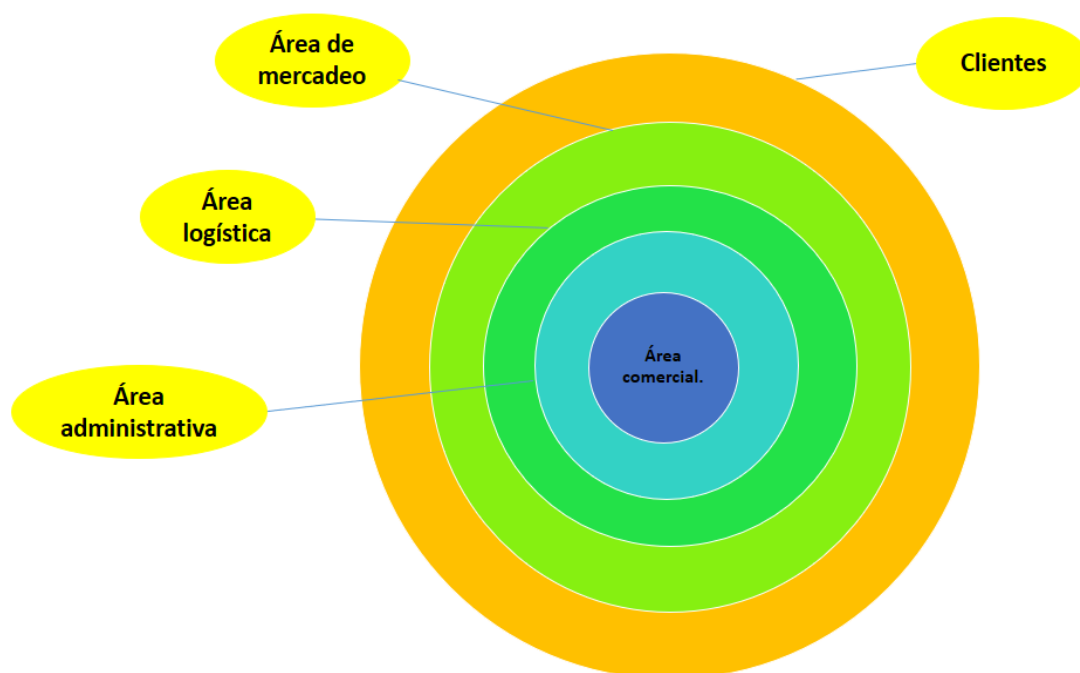 Área de
mercadeo
Clientes
Área
logística
Área
comercial.
Área
administrativa